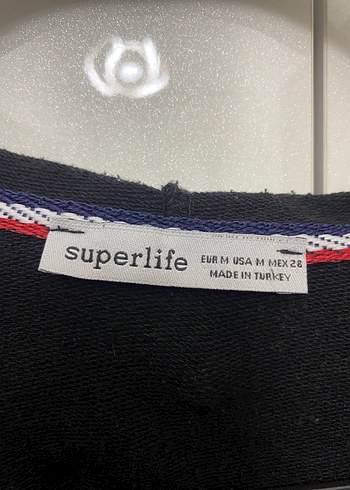 superlife
EUR M USA M MEX 28
MADE IN TURKEY